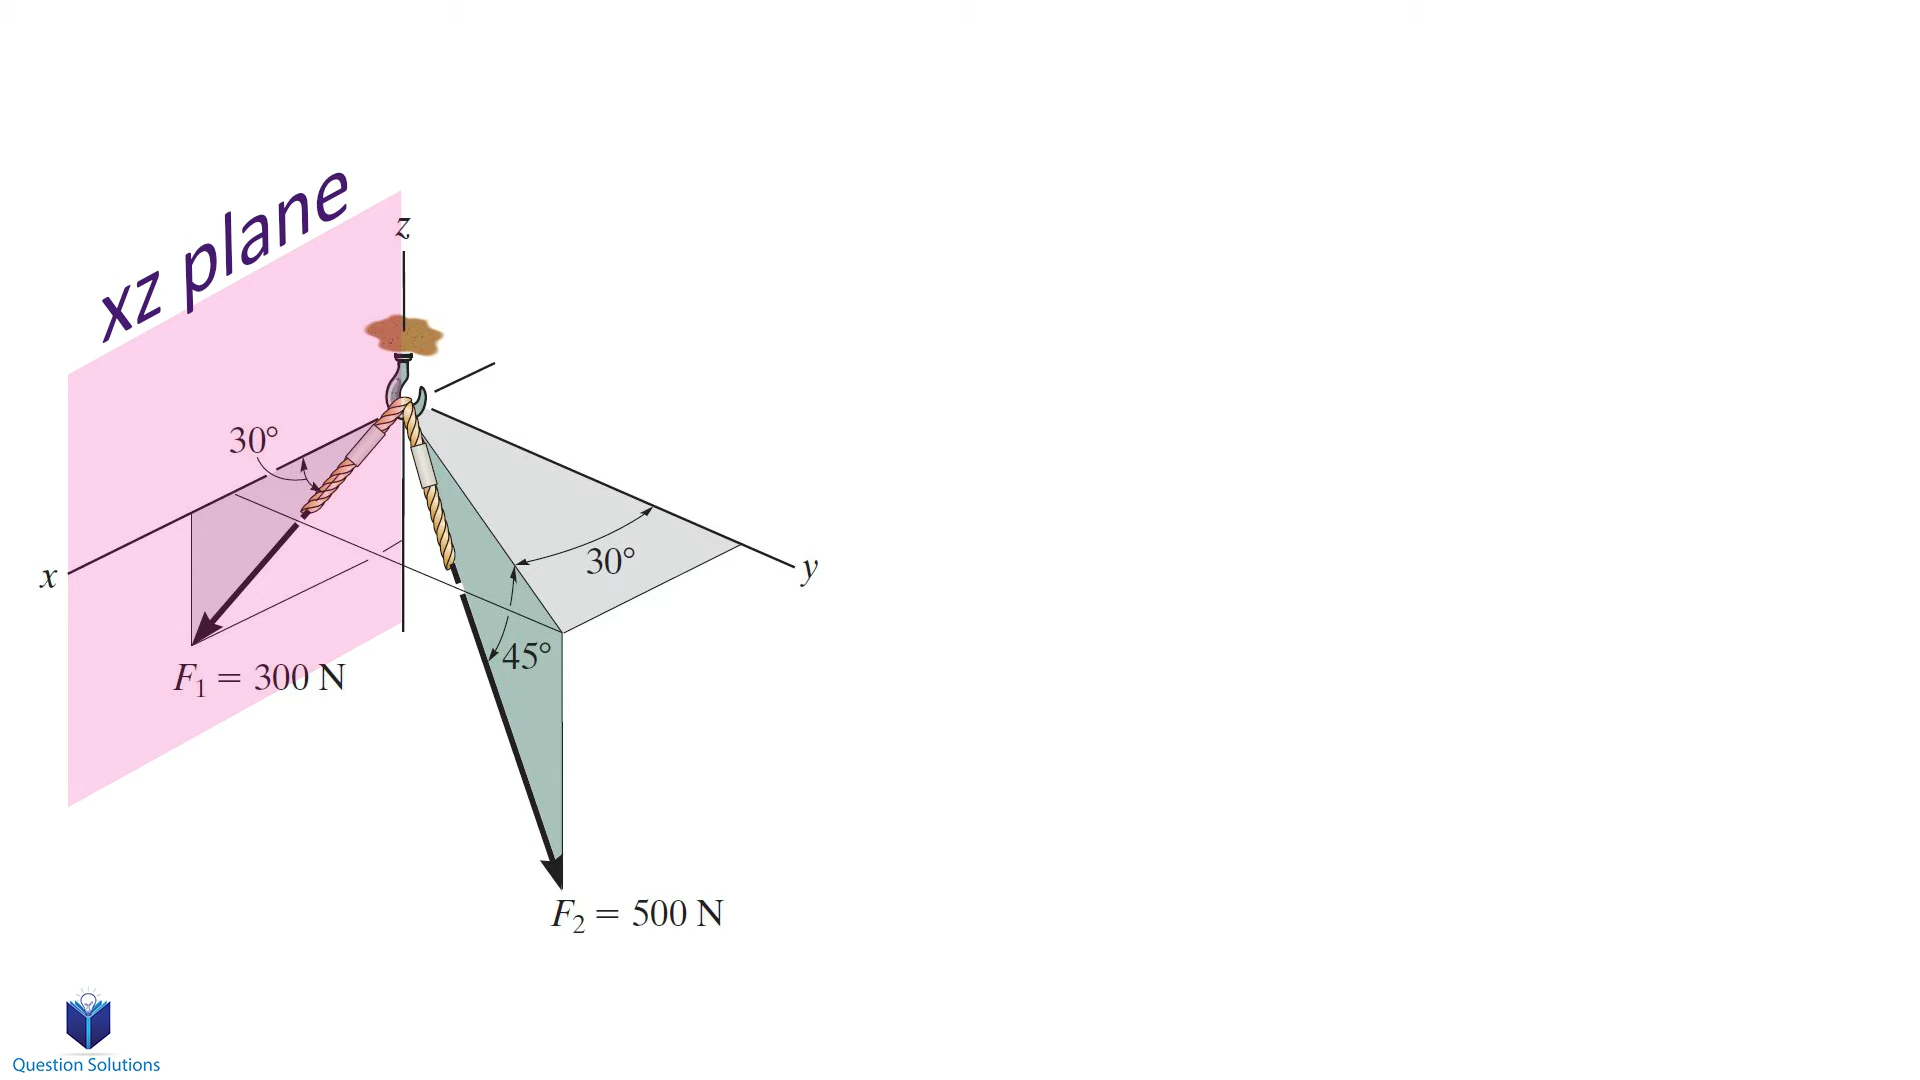 xz plane
z
30°
x
30°
y
45°
F₁ = 300 N
F₂ = 500 N
Question Solutions